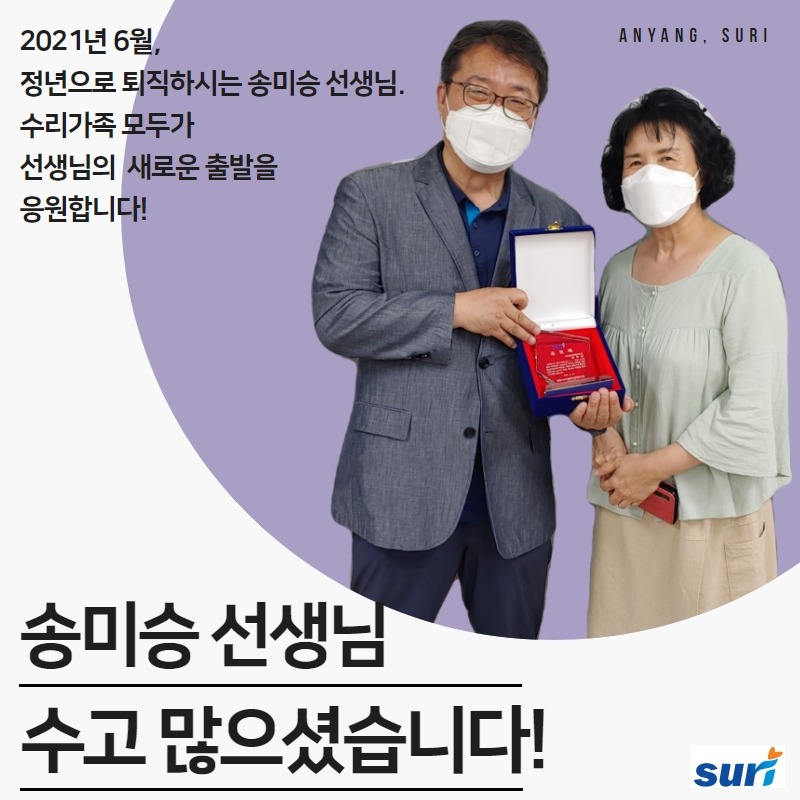 2021년 6월,
ANYANG, SURI
정년으로 퇴직하시는 송미승 선생님.
수리가족 모두가
선생님의 새로운 출발을
응원합니다!
송미승 선생님
수고 많으셨습니다!
suri